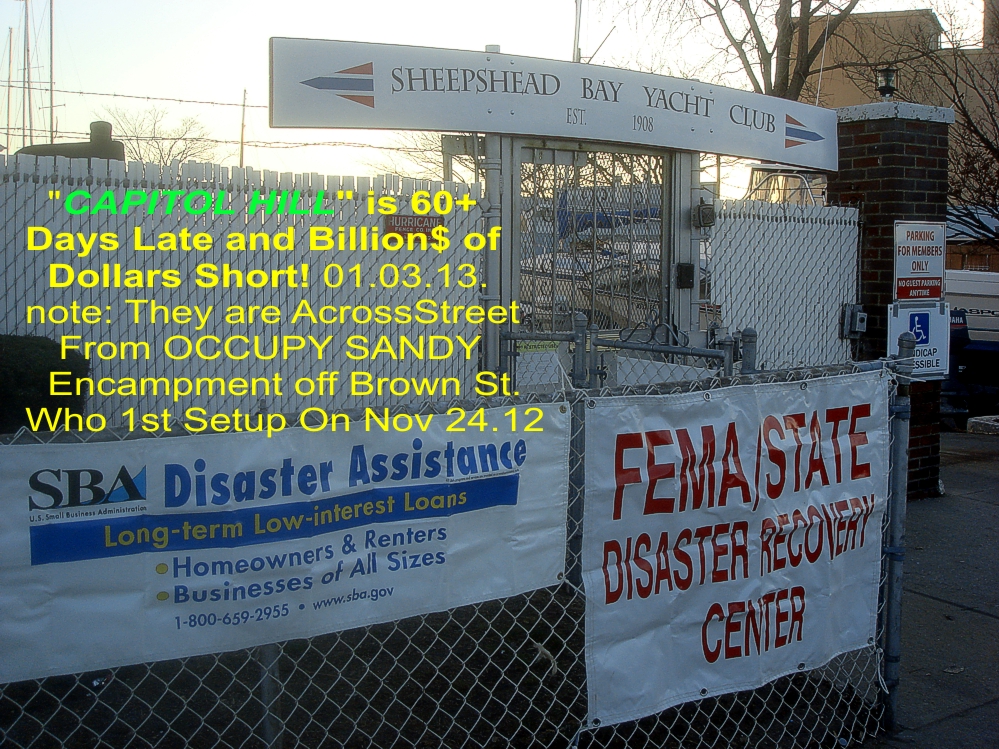 SHEEPSHEAD BAY YACHT CLUB
EST. 1908
"CAPITOL HILL" is 60+
Days Late and Billion$ of
Dollars Short! 01.03.13.
note: They are AcrossStreet
From OCCUPY SANDY
Encampment off Brown St.
Who 1st Setup On Nov 24.12
HURRICANE
FENCE CO
PARKING
FOR MEMBERS
ONLY
NO GUEST PARKING
ANYTIME
NDICAP
ESSIBLE
SBA
U.S. Small Business Administration
Disaster Assistance
Long-term Low-interest Loans
Homeowners & Renters
Businesses of All Sizes
1-800-659-2955 • www.sba.gov
FEMA/STATE
DISASTER RECOVERY
CENTER